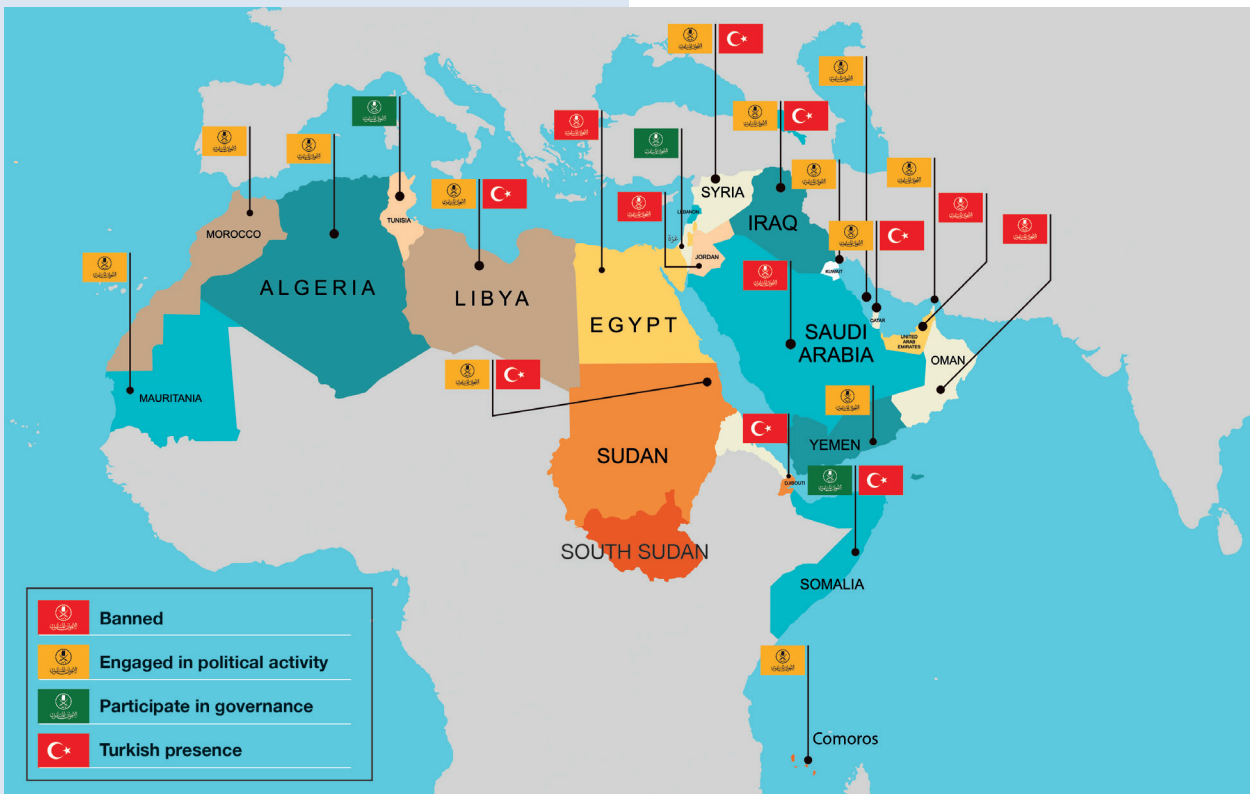 SYRIA
LEBANON
IRAQ
غزة
JORDAN
KUWAIT
TUNISIA
MOROCCO
ALGERIA
LIBYA
EGYPT
SAUDI
ARABIA
QATAR
UNITED
ARAB
EMIRATES
OMAN
MAURITANIA
SUDAN
YEMEN
DJIBOUTI
SOUTH SUDAN
SOMALIA
Comoros
Banned
Engaged in political activity
Participate in governance
Turkish presence